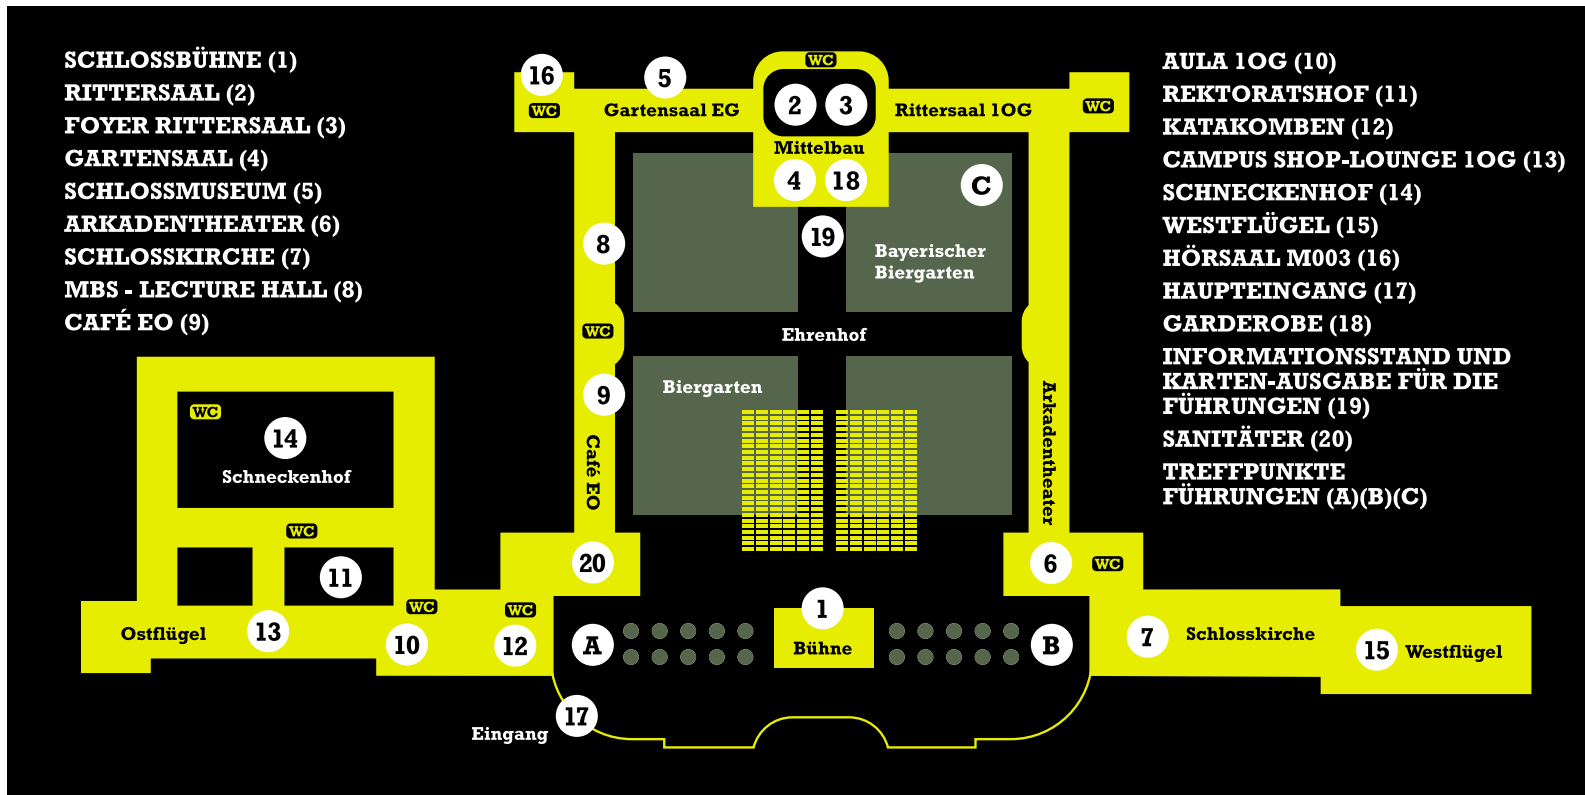 SCHLOSSBÜHNE (1)
RITTERSAAL (2)
FOYER RITTERSAAL (3)
GARTENSAAL (4)
SCHLOSSMUSEUM (5)
ARKADENTHEATER (6)
SCHLOSSKIRCHE (7)
MBS - LECTURE HALL (8)
CAFÉ EO (9)
AULA 1OG (10)
REKTORATSHOF (11)
KATAKOMBEN (12)
CAMPUS SHOP-LOUNGE 1OG (13)
SCHNECKENHOF (14)
WESTFLÜGEL (15)
HÖRSAAL M003 (16)
HAUPTEINGANG (17)
GARDEROBE (18)
INFORMATIONSSTAND UND
KARTEN-AUSGABE FÜR DIE
FÜHRUNGEN (19)
SANITÄTER (20)
TREFFPUNKTE
FÜHRUNGEN (A)(B)(C)
WC
16
5
WC
Gartensaal EG
2
3
Rittersaal 1OG
WC
Mittelbau
4
18
C
8
19
Bayerischer
Biergarten
WC
Ehrenhof
Biergarten
9
Café EO
Arkadentheater
WC
14
Schneckenhof
WC
11
20
6
WC
WC
WC
1
Ostflügel
13
10
12
A
Bühne
B
7
Schlosskirche
15
Westflügel
17
Eingang